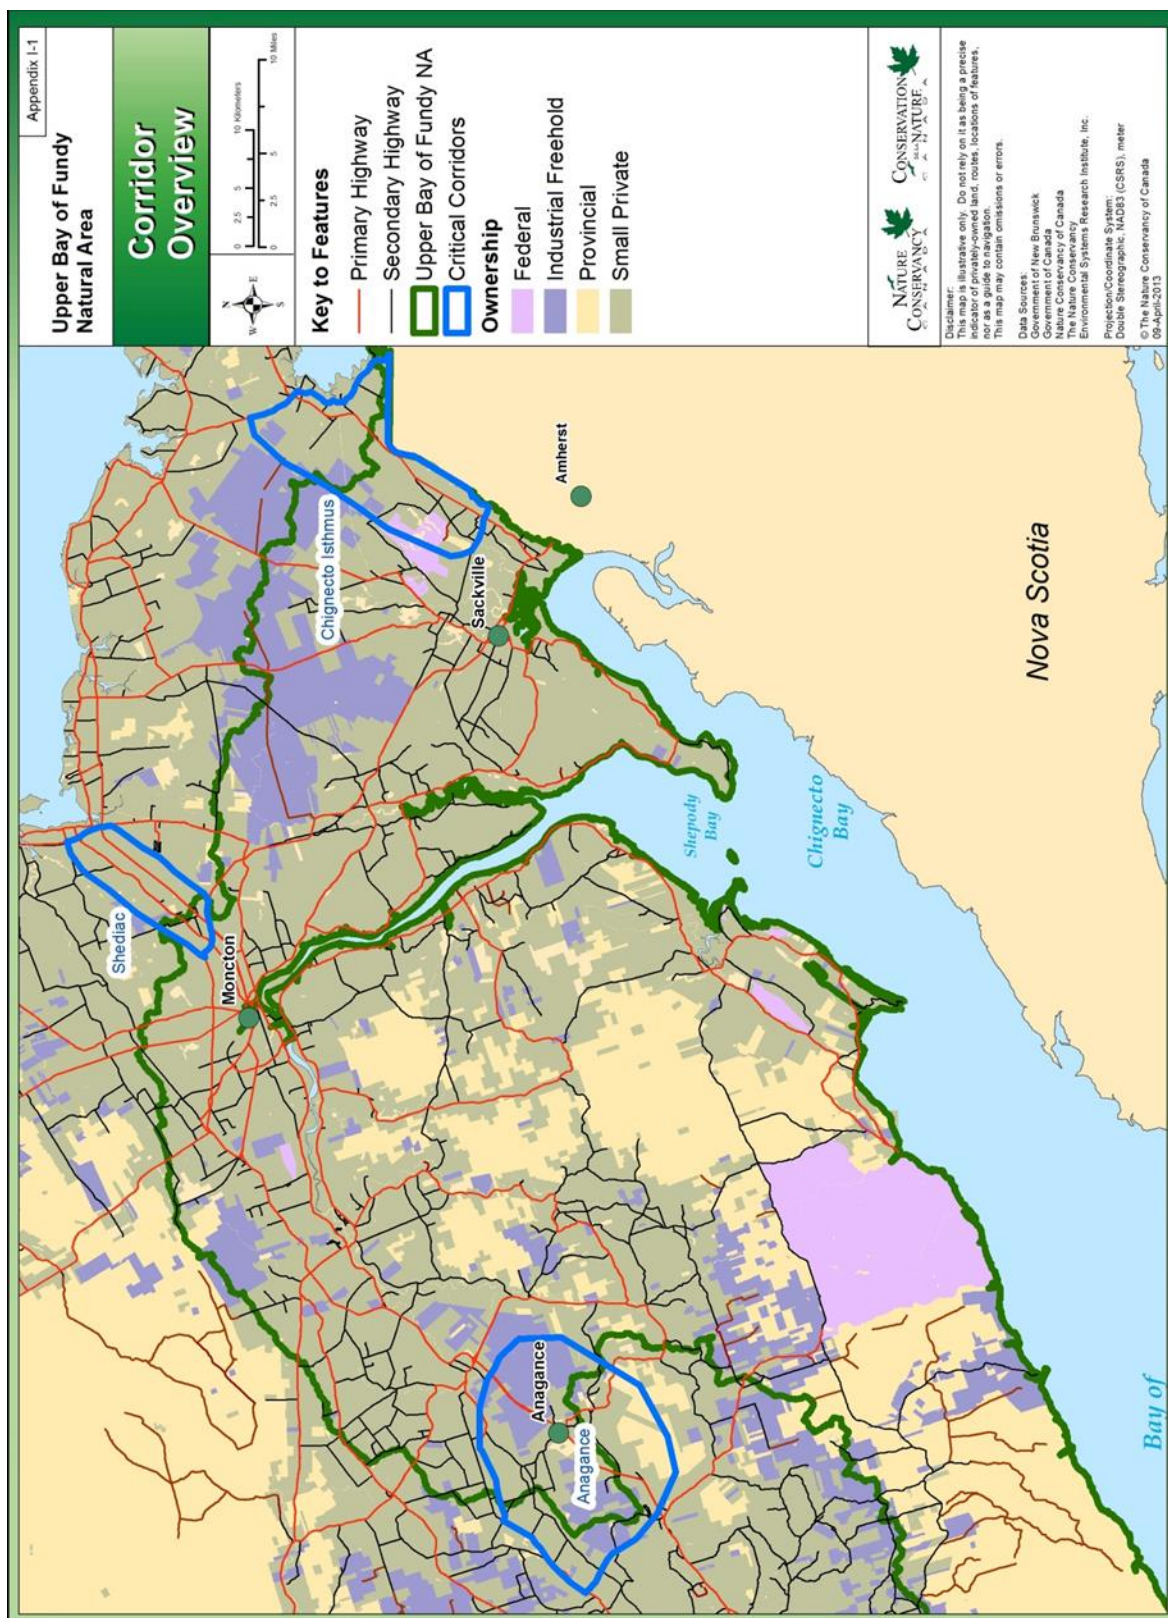 Appendix I-1
Upper Bay of Fundy
Natural Area
Corridor
Overview
N
W
E
S
0
2.5
5
10 Kilometers
0
2.5
5
10 Miles
Key to Features
Primary Highway
Secondary Highway
Upper Bay of Fundy NA
Critical Corridors
Ownership
Federal
Industrial Freehold
Provincial
Small Private
NATURE
CONSERVANCY
CANADA
CONSERVATION
DE LA NATURE
CANADA
Disclaimer:
This map is illustrative only. Do not rely on it as being a precise
indicator of privately-owned land, routes, locations of features,
nor as a guide to navigation.
This map may contain omissions or errors.
Data Sources:
Government of New Brunswick
Government of Canada
Nature Conservancy of Canada
The Nature Conservancy
Environmental Systems Research Institute, Inc.
Projection/Coordinate System:
Double Stereographic, NAD83 (CSRS), meter
© The Nature Conservancy of Canada
09-April-2013
Shediac
Moncton
Chignecto Isthmus
Sackville
Amherst
Anagance
Anagance
Shepody
Bay
Chignecto
Bay
Nova Scotia
Bay of